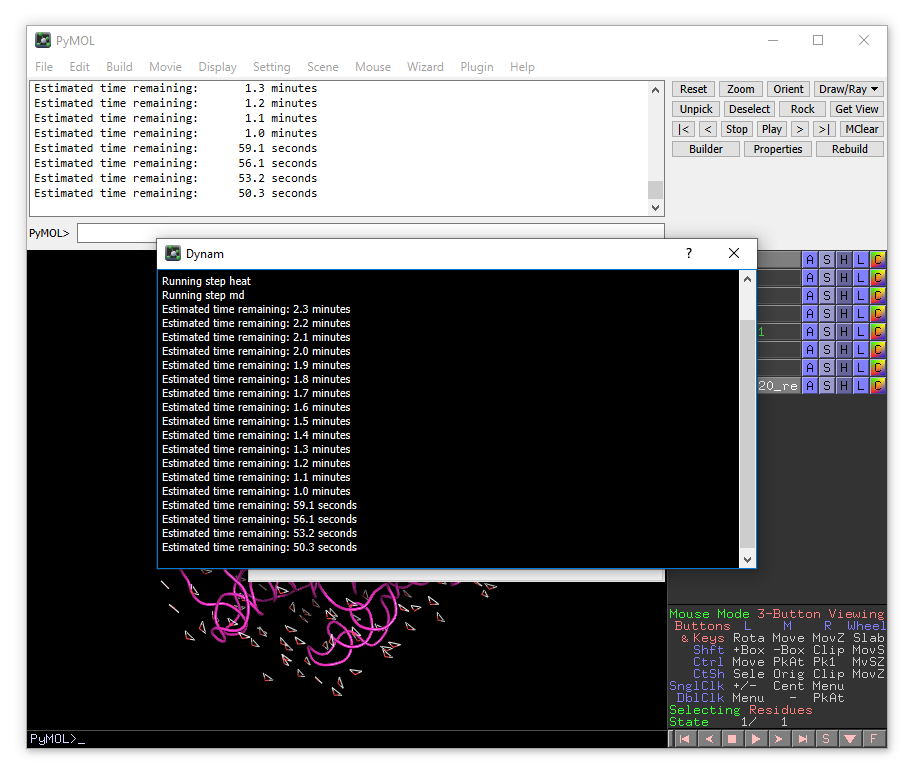 PyMOL
File Edit Build Movie Display Setting Scene Mouse Wizard Plugin Help
Estimated time remaining: 1.3 minutes
Estimated time remaining: 1.2 minutes
Estimated time remaining: 1.1 minutes
Estimated time remaining: 1.0 minutes
Estimated time remaining: 59.1 seconds
Estimated time remaining: 56.1 seconds
Estimated time remaining: 53.2 seconds
Estimated time remaining: 50.3 seconds
Reset Zoom Orient Draw/Ray
Unpick Deselect Rock Get View
|< < Stop Play > >| MClear
Builder Properties Rebuild
PyMOL>
Dynam ?
Running step heat
Running step md
Estimated time remaining: 2.3 minutes
Estimated time remaining: 2.2 minutes
Estimated time remaining: 2.1 minutes
Estimated time remaining: 2.0 minutes
Estimated time remaining: 1.9 minutes
Estimated time remaining: 1.8 minutes
Estimated time remaining: 1.7 minutes
Estimated time remaining: 1.6 minutes
Estimated time remaining: 1.5 minutes
Estimated time remaining: 1.4 minutes
Estimated time remaining: 1.3 minutes
Estimated time remaining: 1.2 minutes
Estimated time remaining: 1.1 minutes
Estimated time remaining: 1.0 minutes
Estimated time remaining: 59.1 seconds
Estimated time remaining: 56.1 seconds
Estimated time remaining: 53.2 seconds
Estimated time remaining: 50.3 seconds
A S H L C
A S H L C
A S H L C
A S H L C
1 A S H L C
A S H L C
A S H L C
20_re A S H L C
Mouse Mode 3-Button Viewing
Buttons L M R Wheel
& Keys Rota Move MovZ Slab
Shft +Box -Box Clip MovS
Ctrl Move PkAt Pk1 MvSZ
CtSh Sele Orig Clip MovZ
SnglClk +/- Cent Menu
DblClk Menu - PkAt
Selecting Residues
State 1/ 1
PyMOL>_
S F